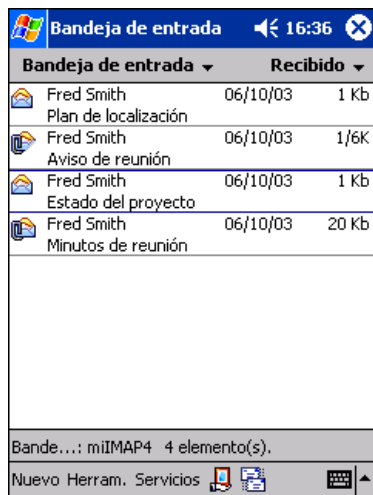 Bandeja de entrada 16:36
Bandeja de entrada Recibido
Fred Smith 06/10/03 1 Kb
Plan de localización
Fred Smith 06/10/03 1/6K
Aviso de reunión
Fred Smith 06/10/03 1 Kb
Estado del proyecto
Fred Smith 06/10/03 20 Kb
Minutos de reunión
Bande...: miIMAP4 4 elemento(s).
Nuevo Herram. Servicios